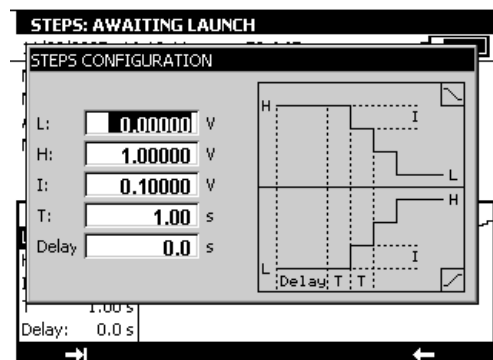 STEPS: AWAITING LAUNCH
STEPS CONFIGURATION
L: 0.00000 V
H: 1.00000 V
I: 0.10000 V
T: 1.00 s
Delay 0.0 s
H
I
L
H
I
L
Delay T T
1.00 s
Delay: 0.0 s